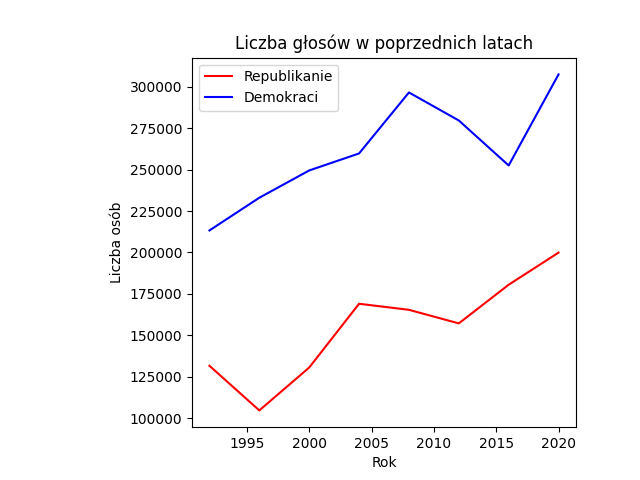 Liczba głosów w poprzednich latach
Republikanie
Demokraci
Liczba osób
300000
275000
250000
225000
200000
175000
150000
125000
100000
1995 2000 2005 2010 2015 2020
Rok